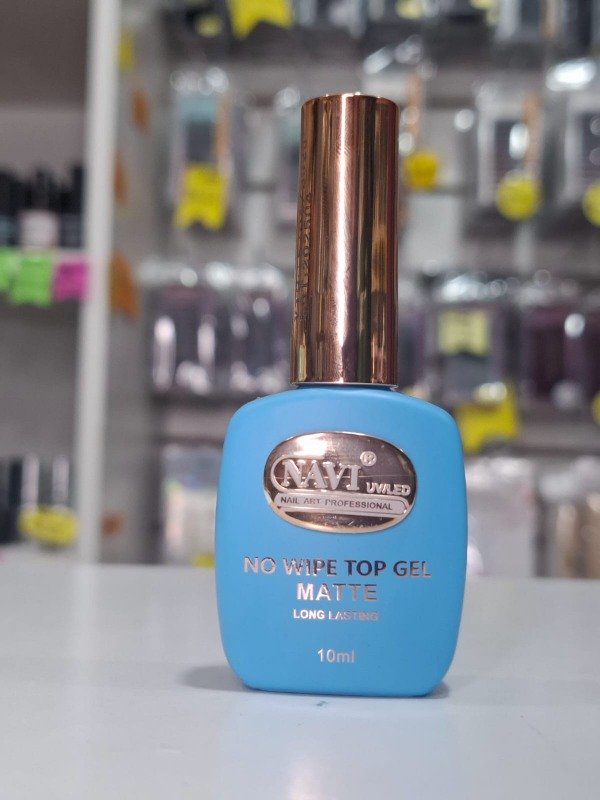 NAVI®
UV/LED
NAIL ART PROFESSIONAL
NO WIPE TOP GEL
MATTE
LONG LASTING
10ml